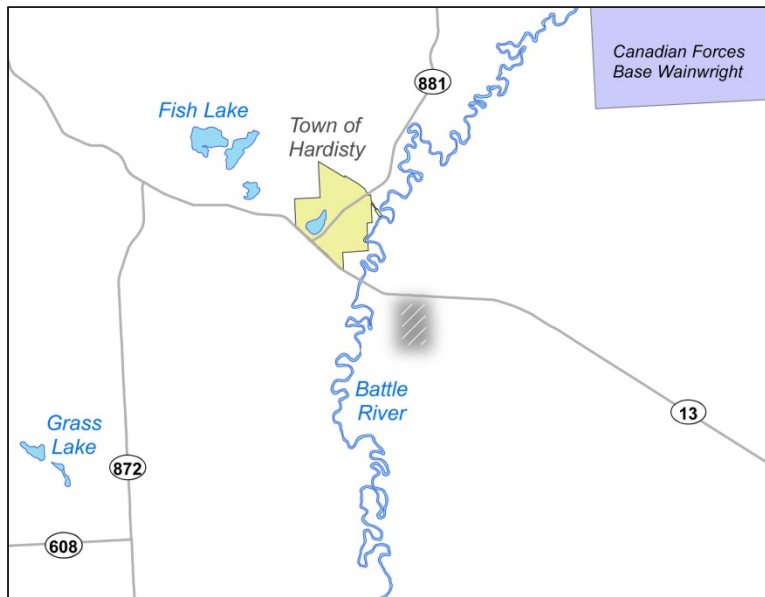 Canadian Forces
Base Wainwright
881
Fish Lake
Town of
Hardisty
Battle
River
13
Grass
Lake
872
608